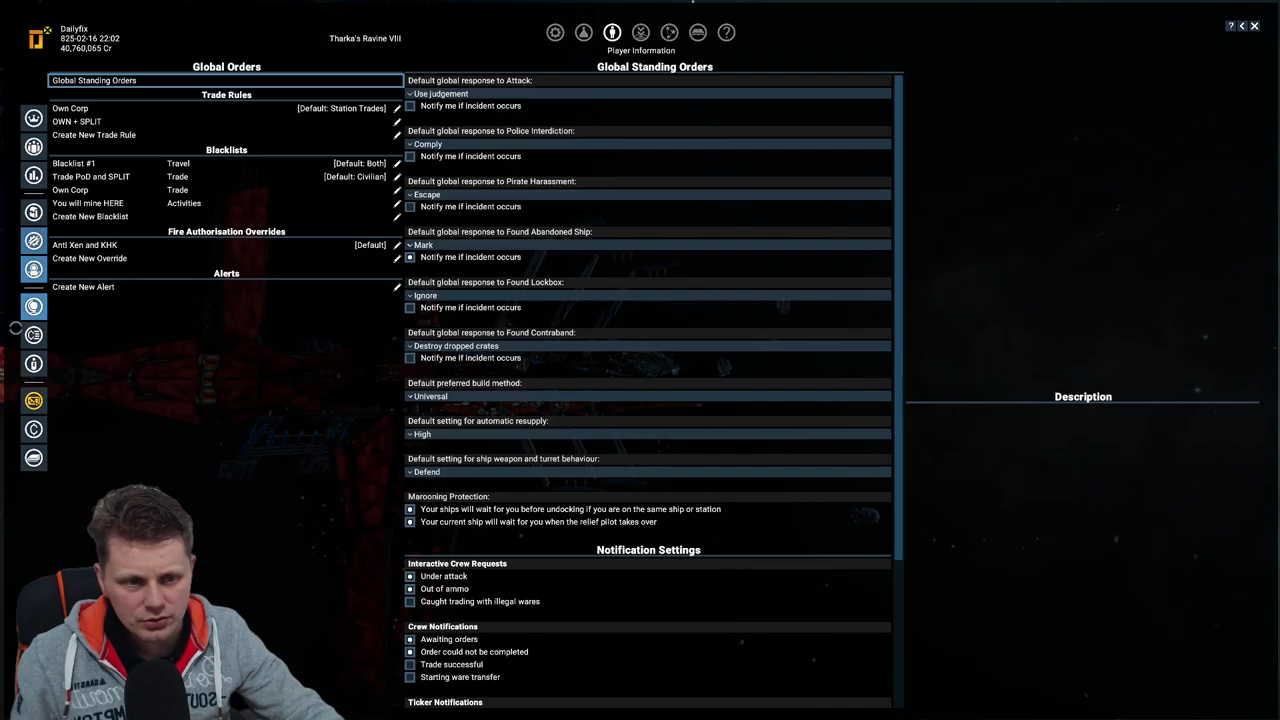 Dailyfix
825-02-16 22:02
40,760,065 Cr
Tharka's Ravine VIII
Player Information
Global Orders
Global Standing Orders
Trade Rules
Own Corp [Default: Station Trades]
OWN + SPLIT
Create New Trade Rule
Blacklists
Blacklist #1 Travel [Default: Both]
Trade PoD and SPLIT Trade [Default: Civilian]
Own Corp Trade
You will mine HERE Activities
Create New Blacklist
Fire Authorisation Overrides
Anti Xen and KHK [Default]
Create New Override
Alerts
Create New Alert
Global Standing Orders
Default global response to Attack:
Use judgement
Notify me if incident occurs
Default global response to Police Interdiction:
Comply
Notify me if incident occurs
Default global response to Pirate Harassment:
Escape
Notify me if incident occurs
Default global response to Found Abandoned Ship:
Mark
Notify me if incident occurs
Default global response to Found Lockbox:
Ignore
Notify me if incident occurs
Default global response to Found Contraband:
Destroy dropped crates
Notify me if incident occurs
Default preferred build method:
Universal
Default setting for automatic resupply:
High
Default setting for ship weapon and turret behaviour:
Defend
Marooning Protection:
Your ships will wait for you before undocking if you are on the same ship or station
Your current ship will wait for you when the relief pilot takes over
Notification Settings
Interactive Crew Requests
Under attack
Out of ammo
Caught trading with illegal wares
Crew Notifications
Awaiting orders
Order could not be completed
Trade successful
Starting ware transfer
Ticker Notifications
Description